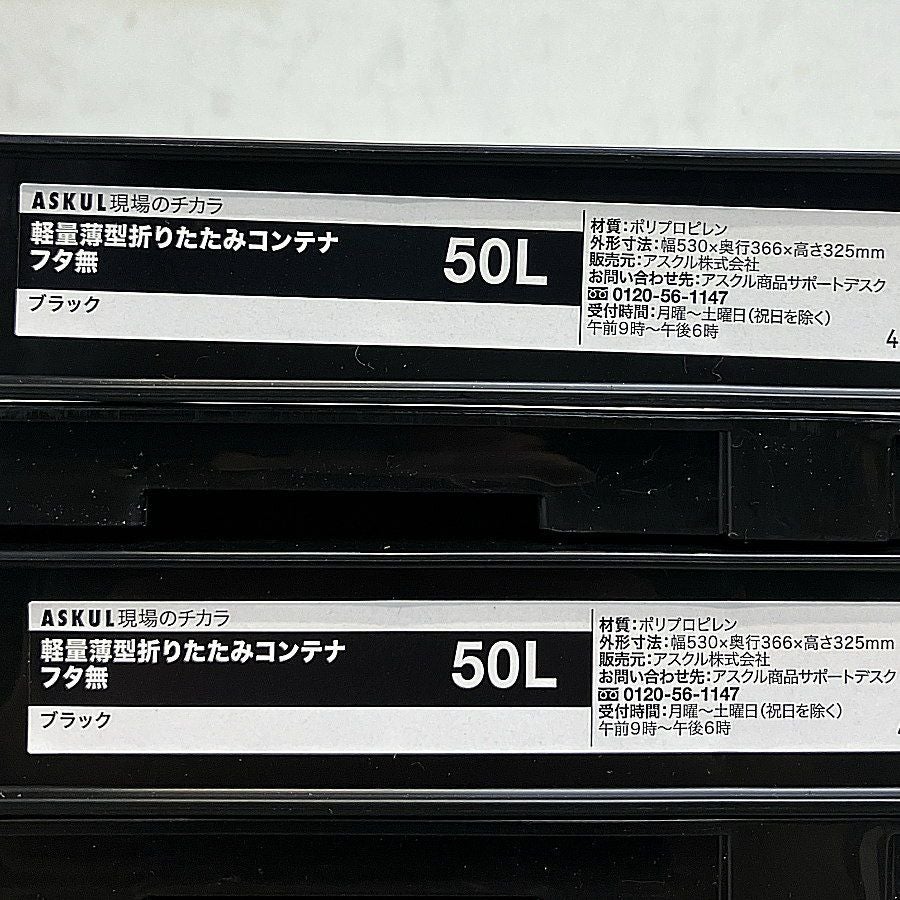 ASKUL現場のチカラ
軽量薄型折りたたみコンテナ
フタ無
50L
ブラック
材質：ポリプロピレン
外形寸法：幅530×奥行366×高さ325mm
販売元：アスクル株式会社
お問い合わせ先：アスクル商品サポートデスク
0120-56-1147
受付時間：月曜〜土曜日（祝日を除く）
午前9時〜午後6時
4
ASKUL現場のチカラ
軽量薄型折りたたみコンテナ
フタ無
50L
ブラック
材質：ポリプロピレン
外形寸法：幅530×奥行366×高さ325mm
販売元：アスクル株式会社
お問い合わせ先：アスクル商品サポートデスク
0120-56-1147
受付時間：月曜〜土曜日（祝日を除く）
午前9時〜午後6時